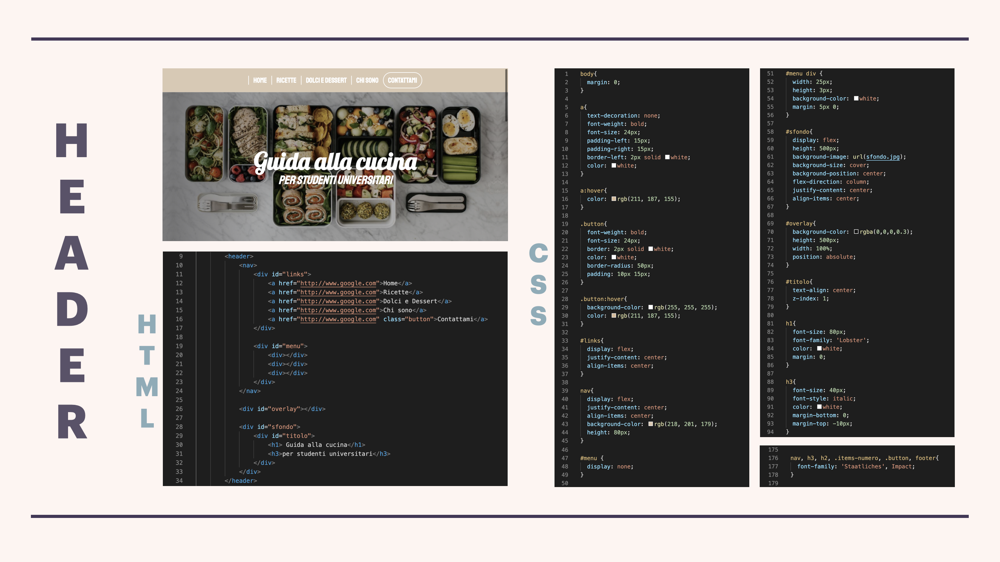 HEADER
HOME
RICETTE
DOLCI E DESSERT
CHI SONO
CONTATTAMI
Guida alla cucina
PER STUDENTI UNIVERSITARI
HTML
9 <header>
10 <nav>
11 <div id="links">
12 <a href="http://www.google.com">Home</a>
13 <a href="http://www.google.com">Ricette</a>
14 <a href="http://www.google.com">Dolci e Dessert</a>
15 <a href="http://www.google.com">Chi sono</a>
16 <a href="http://www.google.com" class="button">Contattami</a>
17 </div>
18
19 <div id="menu">
20 <div></div>
21 <div></div>
22 <div></div>
23 </div>
24 </nav>
25
26 <div id="overlay"></div>
27
28 <div id="sfondo">
29 <div id="titolo">
30 <h1> Guida alla cucina</h1>
31 <h3>per studenti universitari</h3>
32 </div>
33 </div>
34 </header>
CSS
1 body{
2 margin: 0;
3 }
4
5 a{
6 text-decoration: none;
7 font-weight: bold;
8 font-size: 24px;
9 padding-left: 15px;
10 padding-right: 15px;
11 border-left: 2px solid white;
12 color: white;
13 }
14
15 a:hover{
16 color: rgb(211, 187, 155);
17 }
18
19 .button{
20 font-weight: bold;
21 font-size: 24px;
22 border: 2px solid white;
23 color: white;
24 border-radius: 50px;
25 padding: 10px 15px;
26 }
27
28 .button:hover{
29 background-color: rgb(255, 255, 255);
30 color: rgb(211, 187, 155);
31 }
32
33 #links{
34 display: flex;
35 justify-content: center;
36 align-items: center;
37 }
38
39 nav{
40 display: flex;
41 justify-content: center;
42 align-items: center;
43 background-color: rgb(218, 201, 179);
44 height: 80px;
45 }
46
47 #menu {
48 display: none;
49 }
50
51 #menu div {
52 width: 25px;
53 height: 3px;
54 background-color: white;
55 margin: 5px 0;
56 }
57
58 #sfondo{
59 display: flex;
60 height: 500px;
61 background-image: url(sfondo.jpg);
62 background-size: cover;
63 background-position: center;
64 flex-direction: column;
65 justify-content: center;
66 align-items: center;
67 }
68
69 #overlay{
70 background-color: rgba(0,0,0,0.3);
71 height: 500px;
72 width: 100%;
73 position: absolute;
74 }
75
76 #titolo{
77 text-align: center;
78 z-index: 1;
79 }
80
81 h1{
82 font-size: 80px;
83 font-family: 'Lobster';
84 color: white;
85 margin: 0;
86 }
87
88 h3{
89 font-size: 40px;
90 font-style: italic;
91 color: white;
92 margin-bottom: 0;
93 margin-top: -10px;
94 }
175
176 nav, h3, h2, .items-numero, .button, footer{
177 font-family: 'Staatliches', Impact;
178 }
179